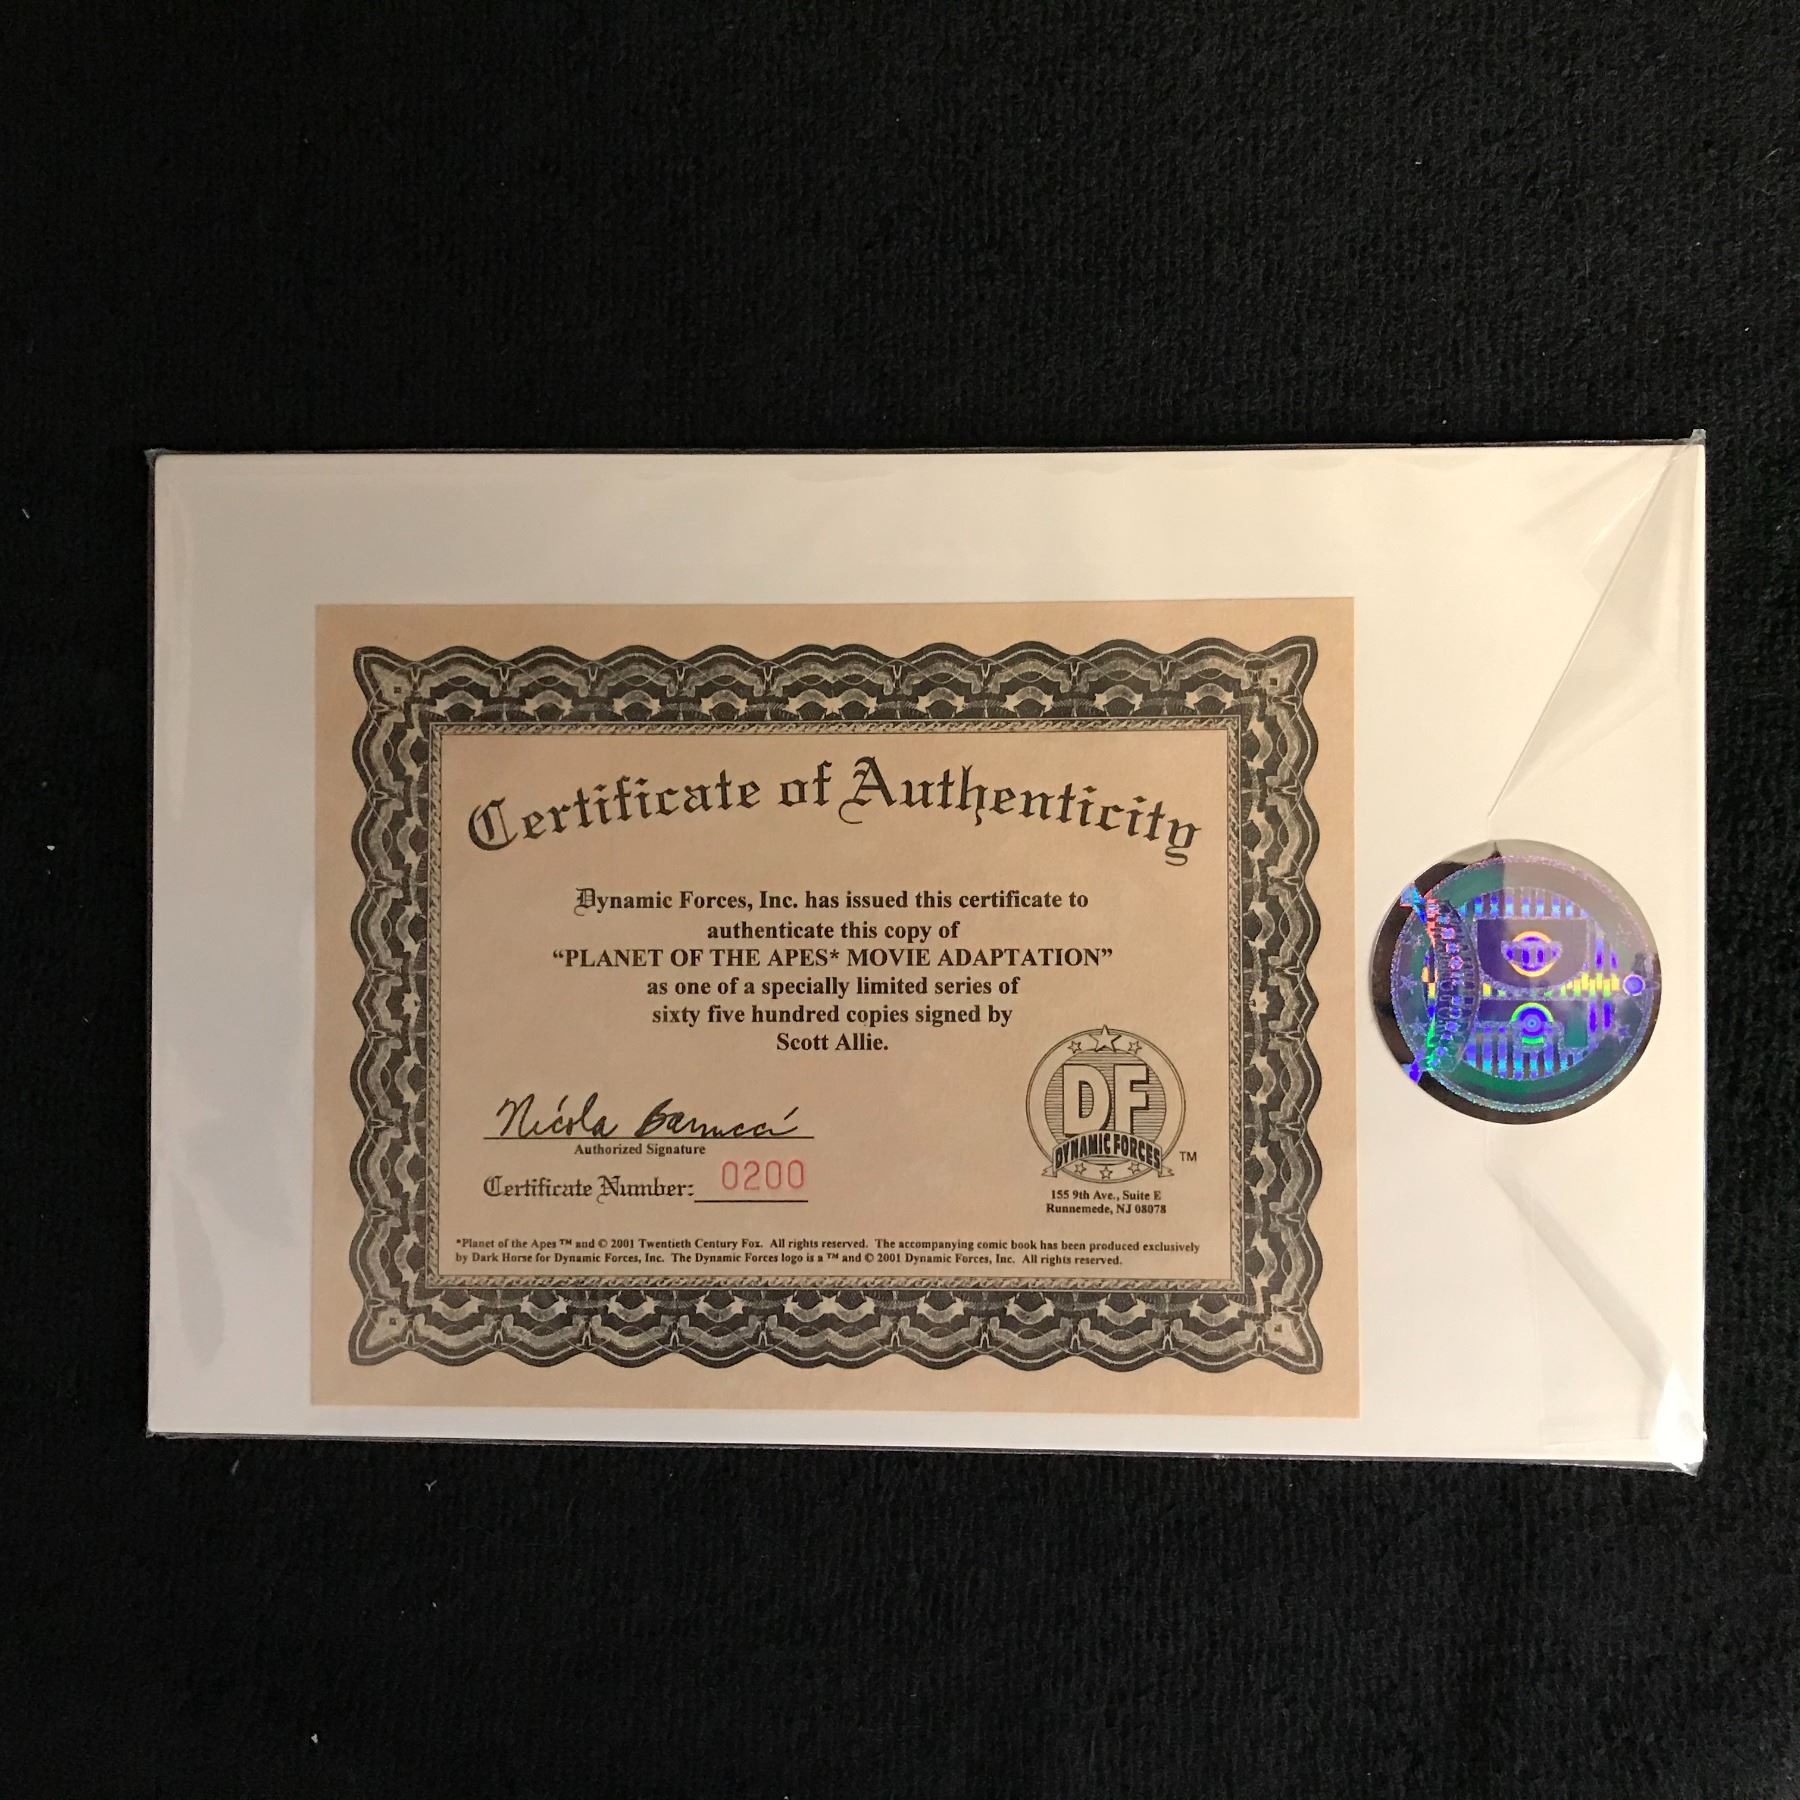 Certificate of Authenticity
Dynamic Forces, Inc. has issued this certificate to
authenticate this copy of
“PLANET OF THE APES* MOVIE ADAPTATION”
as one of a specially limited series of
sixty five hundred copies signed by
Scott Allie.
Nicola Barrucci
Authorized Signature
Certificate Number: 0200
DF
DYNAMIC FORCES
TM
155 9th Ave., Suite E
Runnemede, NJ 08078
*Planet of the Apes ™ and © 2001 Twentieth Century Fox. All rights reserved. The accompanying comic book has been produced exclusively
by Dark Horse for Dynamic Forces, Inc. The Dynamic Forces logo is a ™ and © 2001 Dynamic Forces, Inc. All rights reserved.